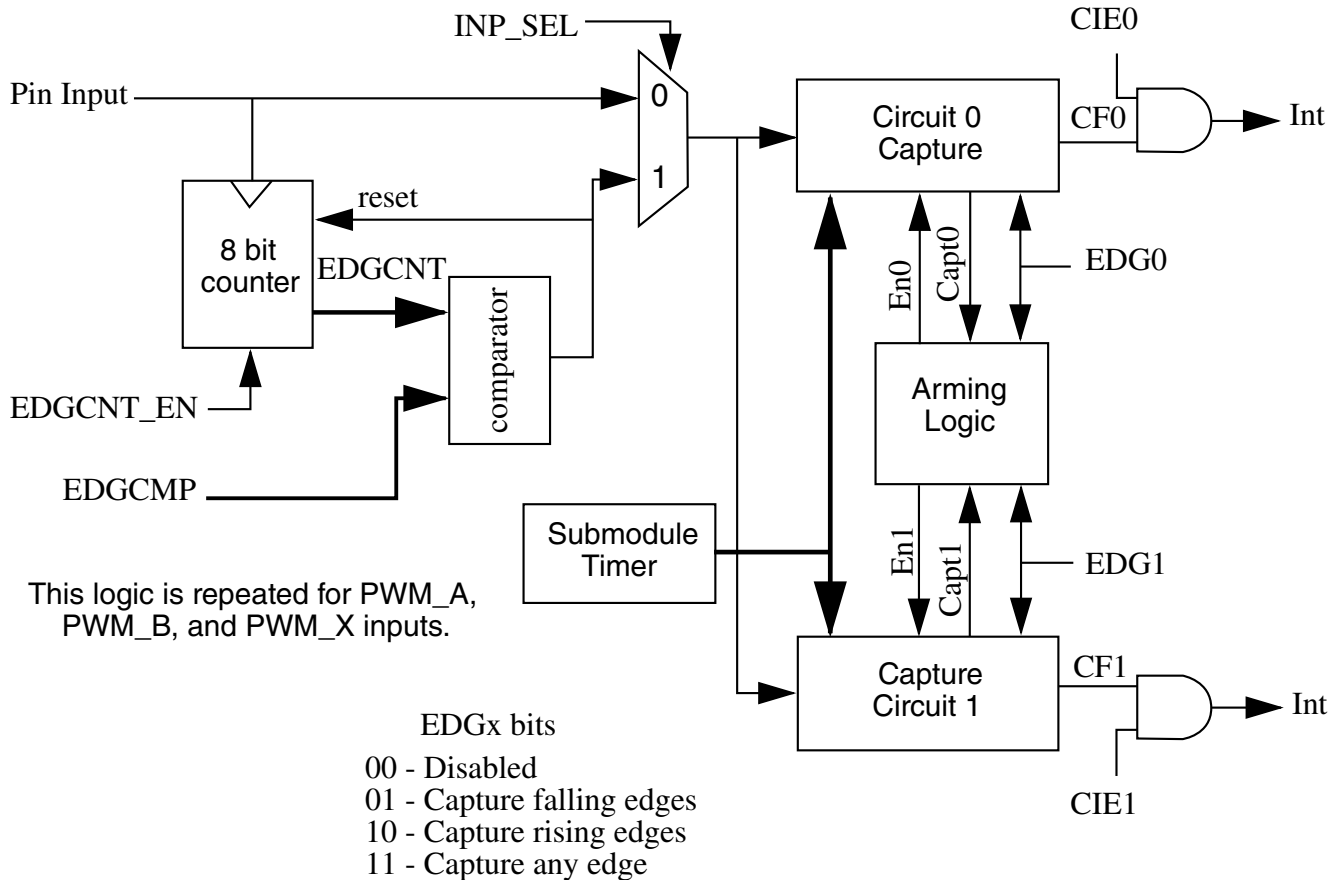 CIE0
INP_SEL
Pin Input
0
Circuit 0
Capture
CF0
Int
1
reset
8 bit
counter
EDGCNT
En0
Capt0
EDG0
comparator
Arming
Logic
EDGCNT_EN
EDGCMP
Submodule
Timer
En1
Capt1
EDG1
This logic is repeated for PWM_A,
PWM_B, and PWM_X inputs.
Capture
Circuit 1
CF1
Int
CIE1
EDGx bits
00 - Disabled
01 - Capture falling edges
10 - Capture rising edges
11 - Capture any edge